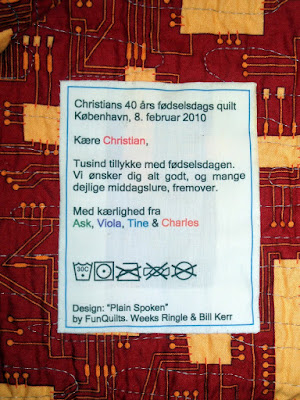 Christians 40 års fødselsdags quilt
København, 8. februar 2010
Kære Christian,
Tusind tillykke med fødselsdagen.
Vi ønsker dig alt godt, og mange
dejlige middagslure, fremover.
Med kærlighed fra
Ask, Viola, Tine & Charles
30C
Design: "Plain Spoken"
by FunQuilts. Weeks Ringle & Bill Kerr